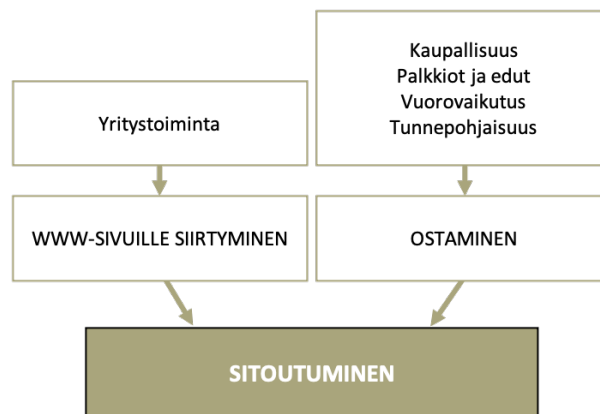 Yritystoiminta
Kaupallisuus
Palkkiot ja edut
Vuorovaikutus
Tunnepohjaisuus
WWW-SIVUILLE SIIRTYMINEN
OSTAMINEN
SITOUTUMINEN